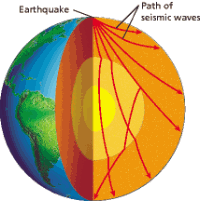 Earthquake
Path of
seismic waves